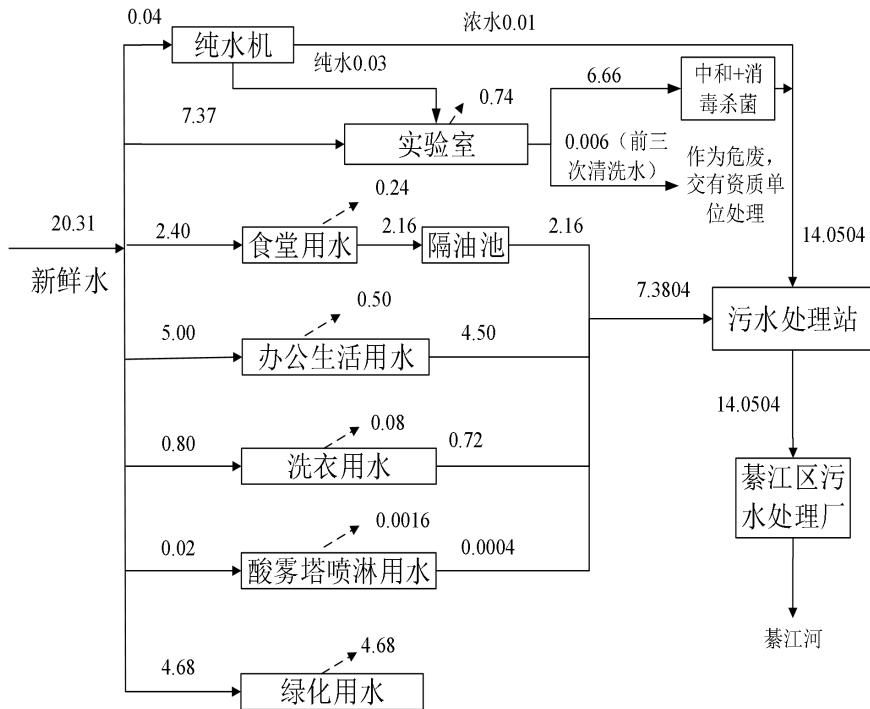 0.04
纯水机
浓水0.01
纯水0.03
6.66
中和+消
毒杀菌
0.74
7.37
实验室
0.006（前三
次清洗水）
作为危废，
交有资质单
位处理
0.24
20.31
新鲜水
2.40
食堂用水
2.16
隔油池
2.16
14.0504
7.3804
污水处理站
0.50
5.00
办公生活用水
4.50
14.0504
0.08
0.80
洗衣用水
0.72
綦江区污
水处理厂
0.0016
0.02
酸雾塔喷淋用水
0.0004
綦江河
4.68
4.68
绿化用水